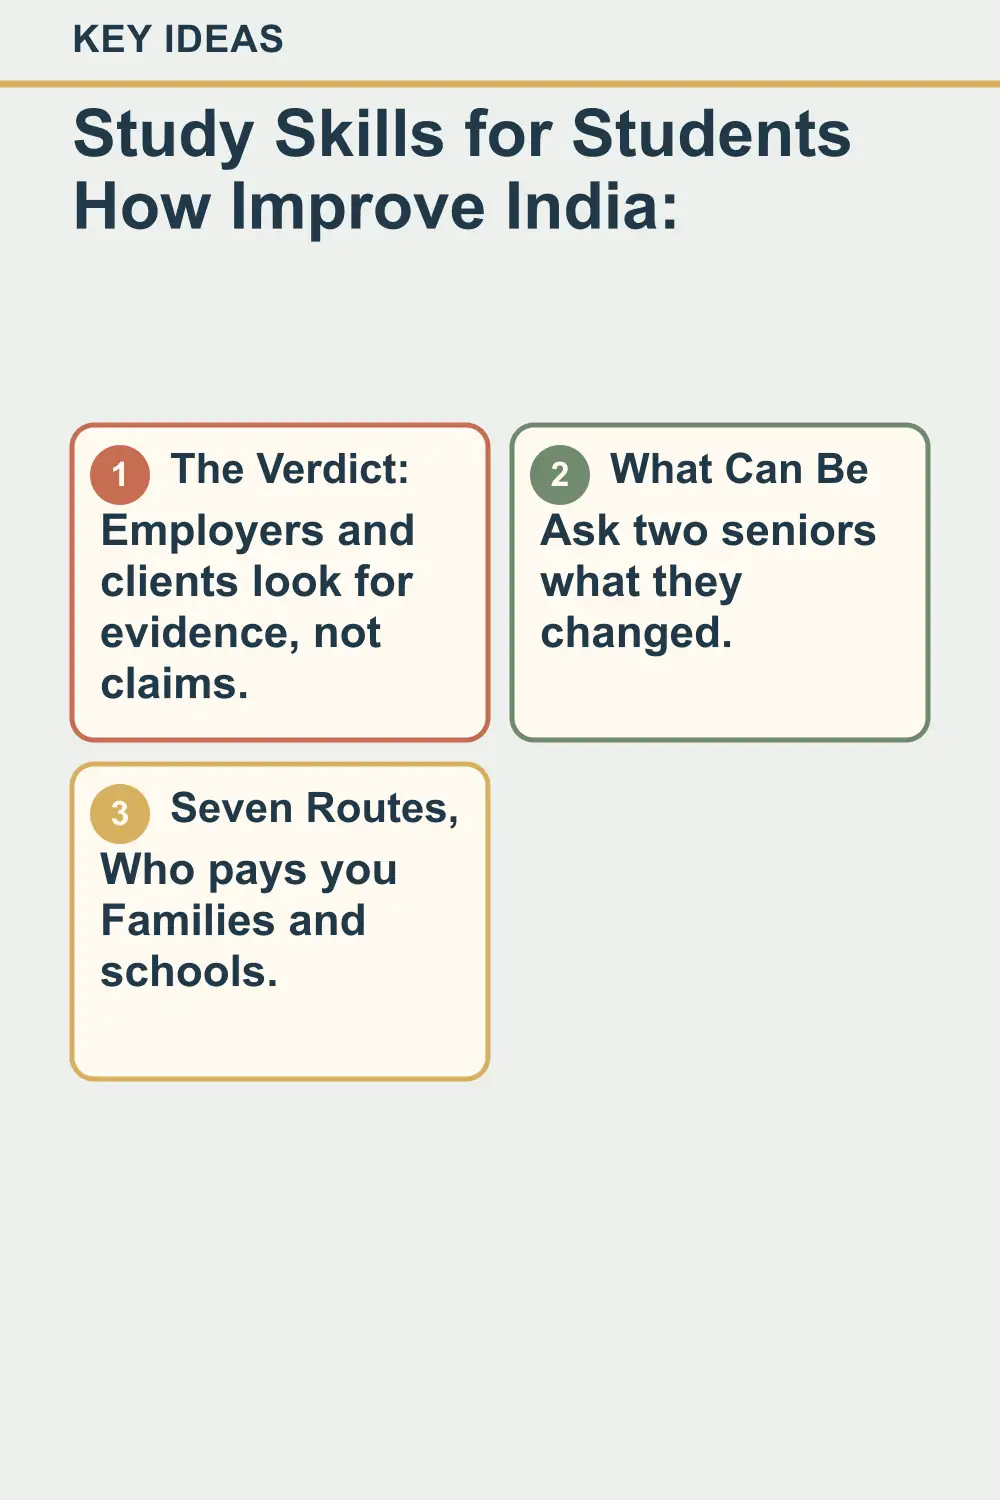 KEY IDEAS
Study Skills for Students
How Improve India:
1 The Verdict:
Employers and
clients look for
evidence, not
claims.
2 What Can Be
Ask two seniors
what they
changed.
3 Seven Routes,
Who pays you
Families and
schools.